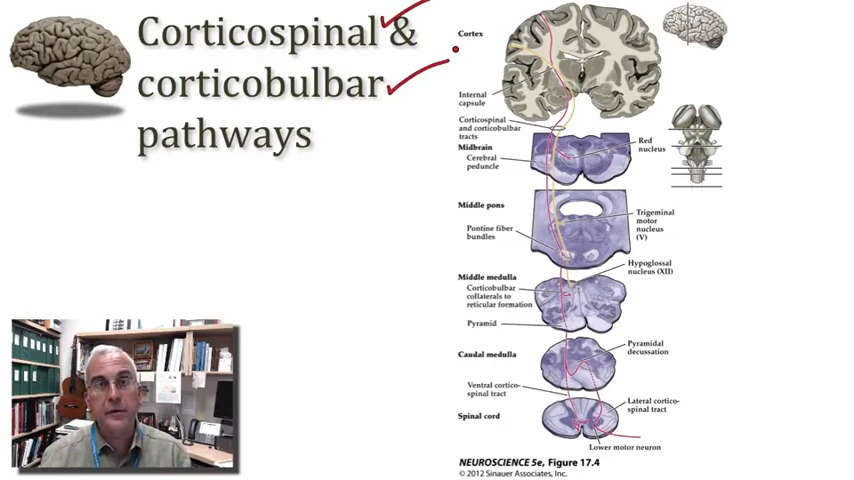 Corticospinal &
corticobulbar
pathways
Cortex
Internal
capsule
Corticospinal
and corticobulbar
tracts
Midbrain
Cerebral
peduncle
Red
nucleus
Middle pons
Pontine fiber
bundles
Trigeminal
motor
nucleus
(V)
Hypoglossal
nucleus (XII)
Middle medulla
Corticobulbar
collaterals to
reticular formation
Pyramid
Caudal medulla
Pyramidal
decussation
Ventral cortico-
spinal tract
Lateral cortico-
spinal tract
Spinal cord
Lower motor neuron
NEUROSCIENCE 5e, Figure 17.4
© 2012 Sinauer Associates, Inc.